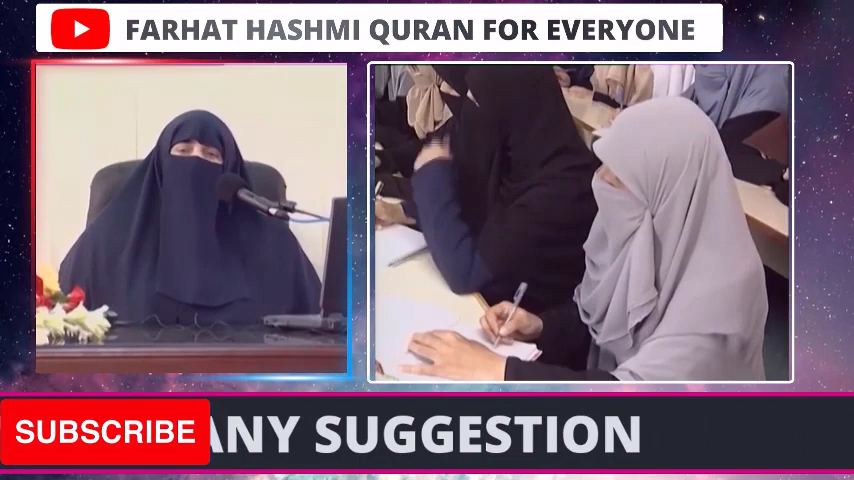 FARHAT HASHMI QURAN FOR EVERYONE
SUBSCRIBE
ANY SUGGESTION